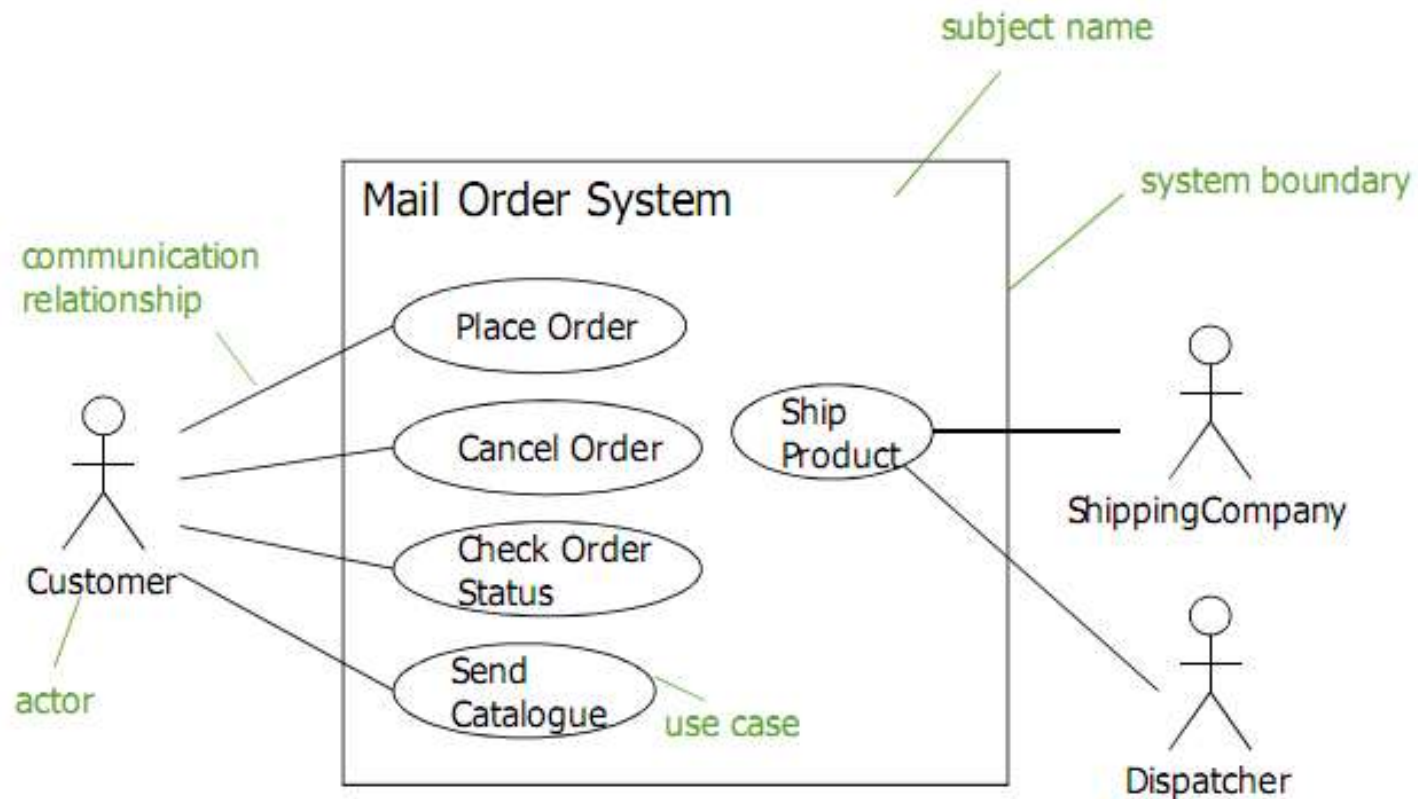 subject name
system boundary
Mail Order System
communication
relationship
Place Order
Ship
Product
Cancel Order
ShippingCompany
Check Order
Status
Customer
Send
Catalogue
actor
use case
Dispatcher